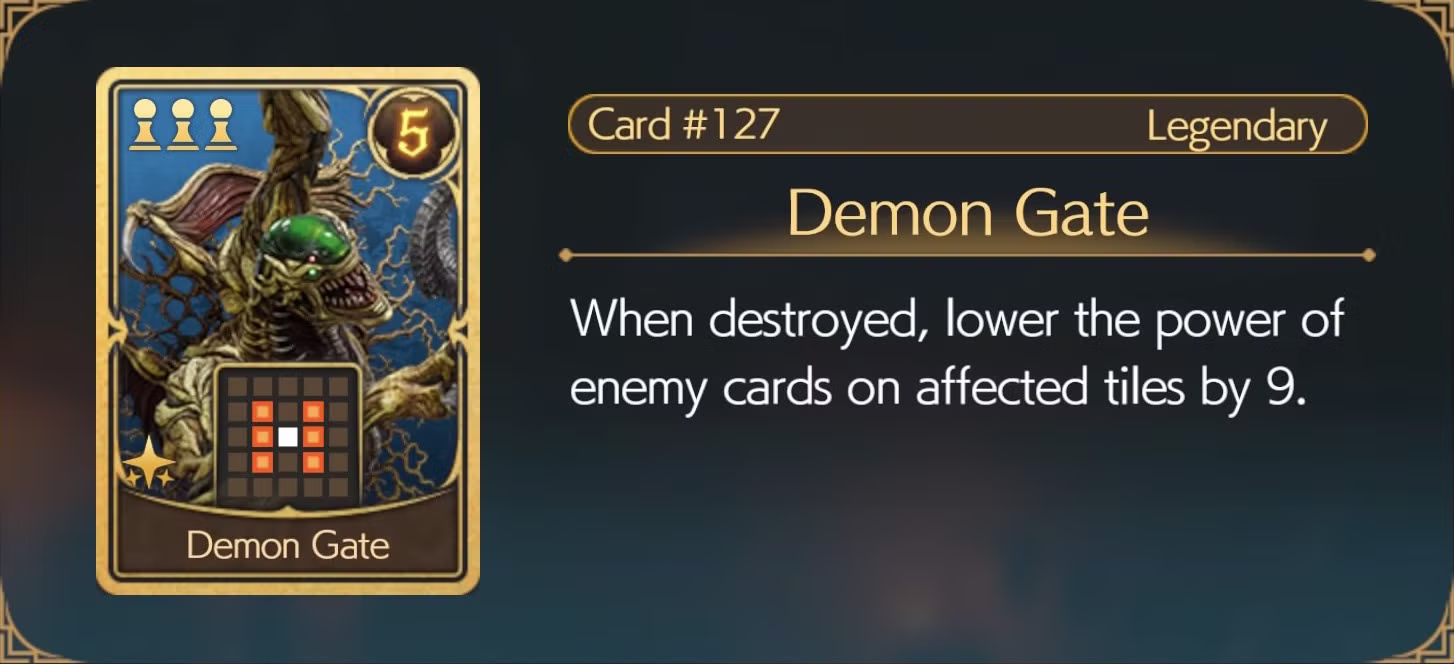 5
Demon Gate
Card #127 Legendary
Demon Gate
When destroyed, lower the power of
enemy cards on affected tiles by 9.